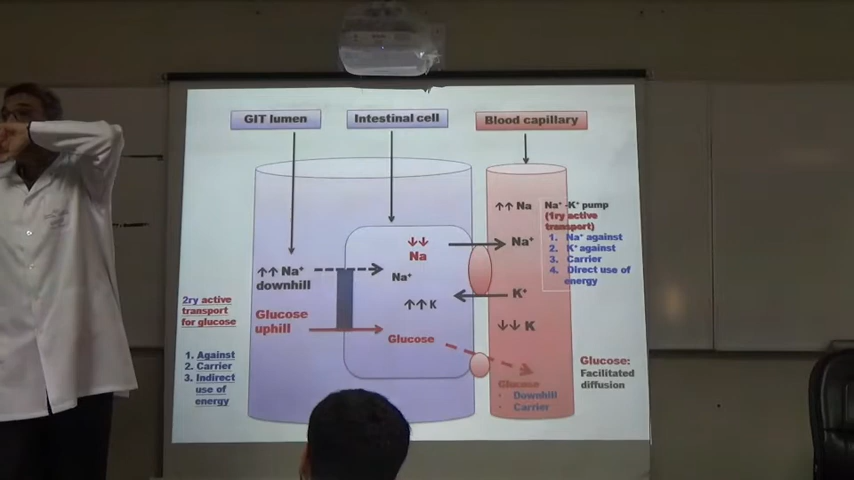 GIT lumen
Intestinal cell
Blood capillary
↑↑ Na
Na⁺ -K⁺ pump
(1ry active
transport)
1. Na⁺ against
2. K⁺ against
3. Carrier
4. Direct use of
energy
↓↓
Na
Na⁺
↑↑ Na⁺
downhill
Na⁺
↑↑ K
K⁺
↓↓ K
2ry active
transport
for glucose
Glucose
uphill
Glucose
1. Against
2. Carrier
3. Indirect
use of
energy
Glucose
• Downhill
• Carrier
Glucose:
Facilitated
diffusion